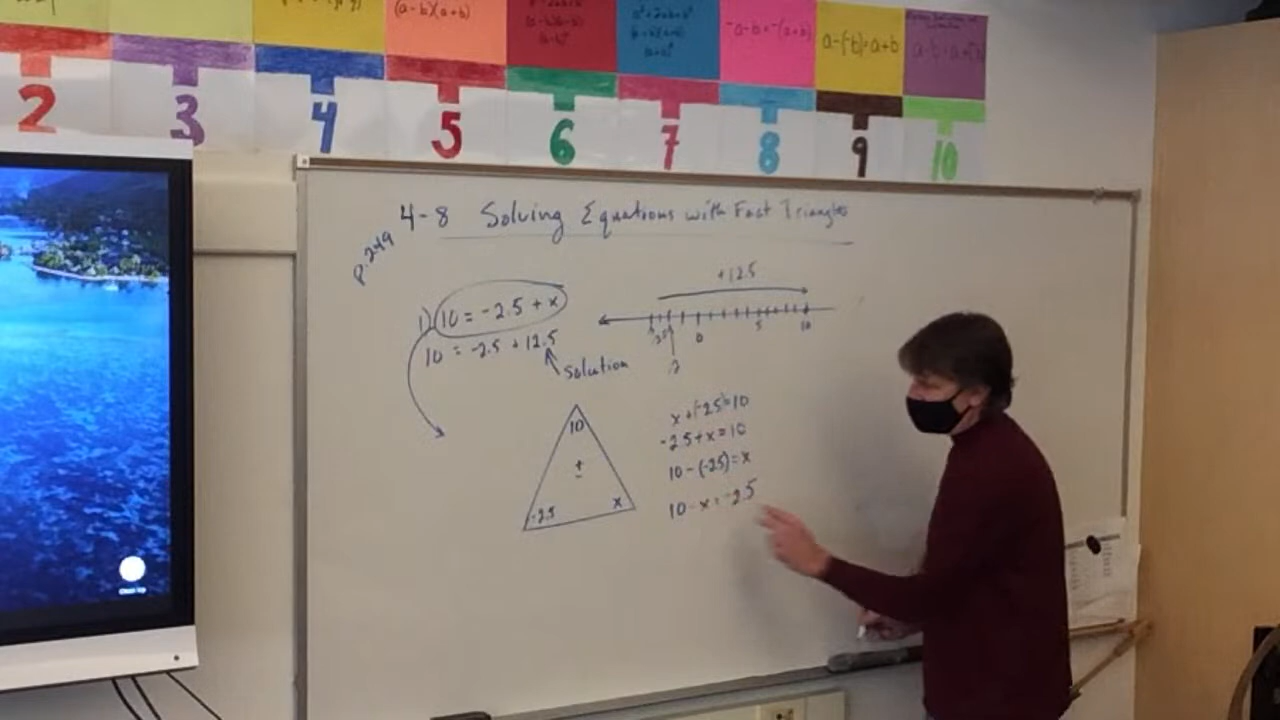 (a-b)(a+b)
a-(-b)=a+b
2 3 4 5 6 7 8 9 10
4-8 Solving Equations with Fact Triangles
p.249
1) 10 = -2.5 + x
10 = -2.5 + 12.5
solution
+12.5
0 5 10
10
+
-
-2.5 x
x+(-2.5)=10
-2.5+x=10
10-(-2.5)=x
10-x=-2.5